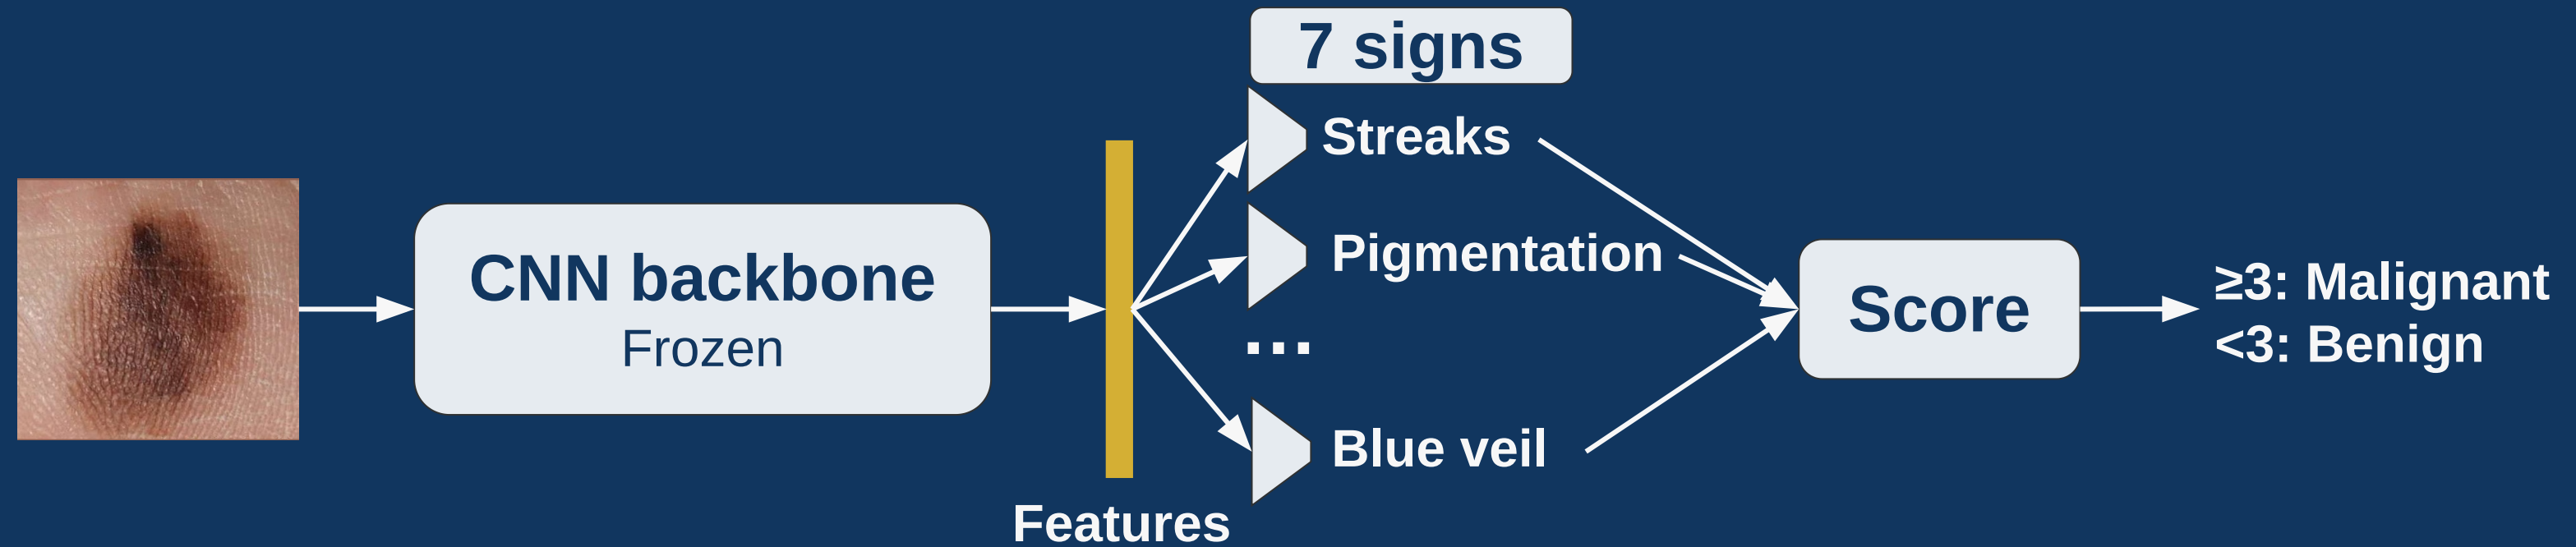 7 signs
Streaks
CNN backbone
Frozen
Pigmentation
...
Blue veil
Features
Score
≥3: Malignant
<3: Benign